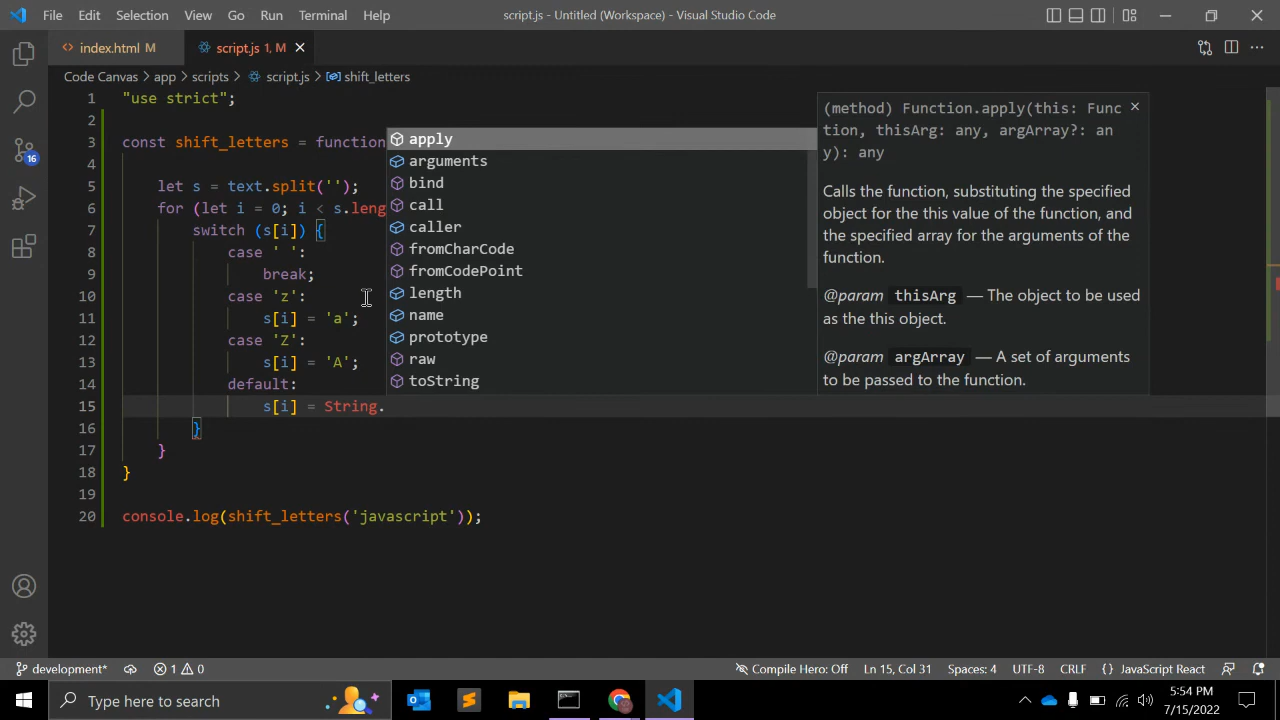 File Edit Selection View Go Run Terminal Help script.js - Untitled (Workspace) - Visual Studio Code
index.html M script.js 1, M
Code Canvas > app > scripts > script.js > shift_letters
1 "use strict";
2
3 const shift_letters = function
4
5 let s = text.split('');
6 for (let i = 0; i < s.leng
7 switch (s[i]) {
8 case ' ':
9 break;
10 case 'z':
11 s[i] = 'a';
12 case 'Z':
13 s[i] = 'A';
14 default:
15 s[i] = String.
16 }
17 }
18 }
19
20 console.log(shift_letters('javascript'));
apply
arguments
bind
call
caller
fromCharCode
fromCodePoint
length
name
prototype
raw
toString
(method) Function.apply(this: Func
tion, thisArg: any, argArray?: an
y): any
Calls the function, substituting the specified
object for the this value of the function, and
the specified array for the arguments of the
function.
@param thisArg — The object to be used
as the this object.
@param argArray — A set of arguments
to be passed to the function.
16
development* 1 0 Compile Hero: Off Ln 15, Col 31 Spaces: 4 UTF-8 CRLF { } JavaScript React
Type here to search
5:54 PM
7/15/2022